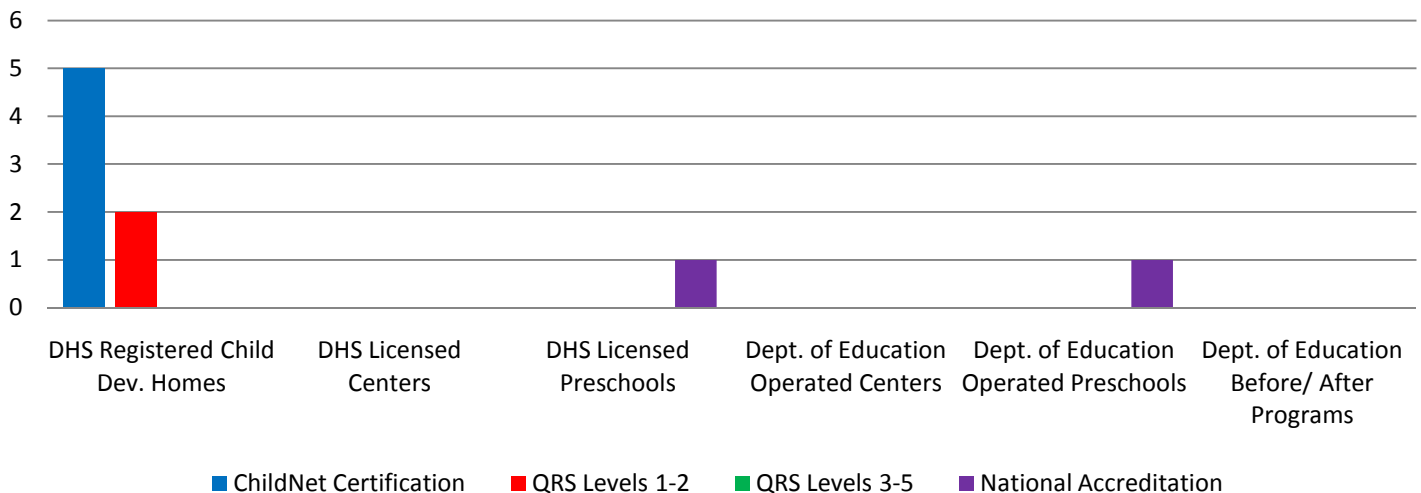 6
5
4
3
2
1
0
DHS Registered Child
Dev. Homes
DHS Licensed
Centers
DHS Licensed
Preschools
Dept. of Education
Operated Centers
Dept. of Education
Operated Preschools
Dept. of Education
Before/ After
Programs
ChildNet Certification
QRS Levels 1-2
QRS Levels 3-5
National Accreditation